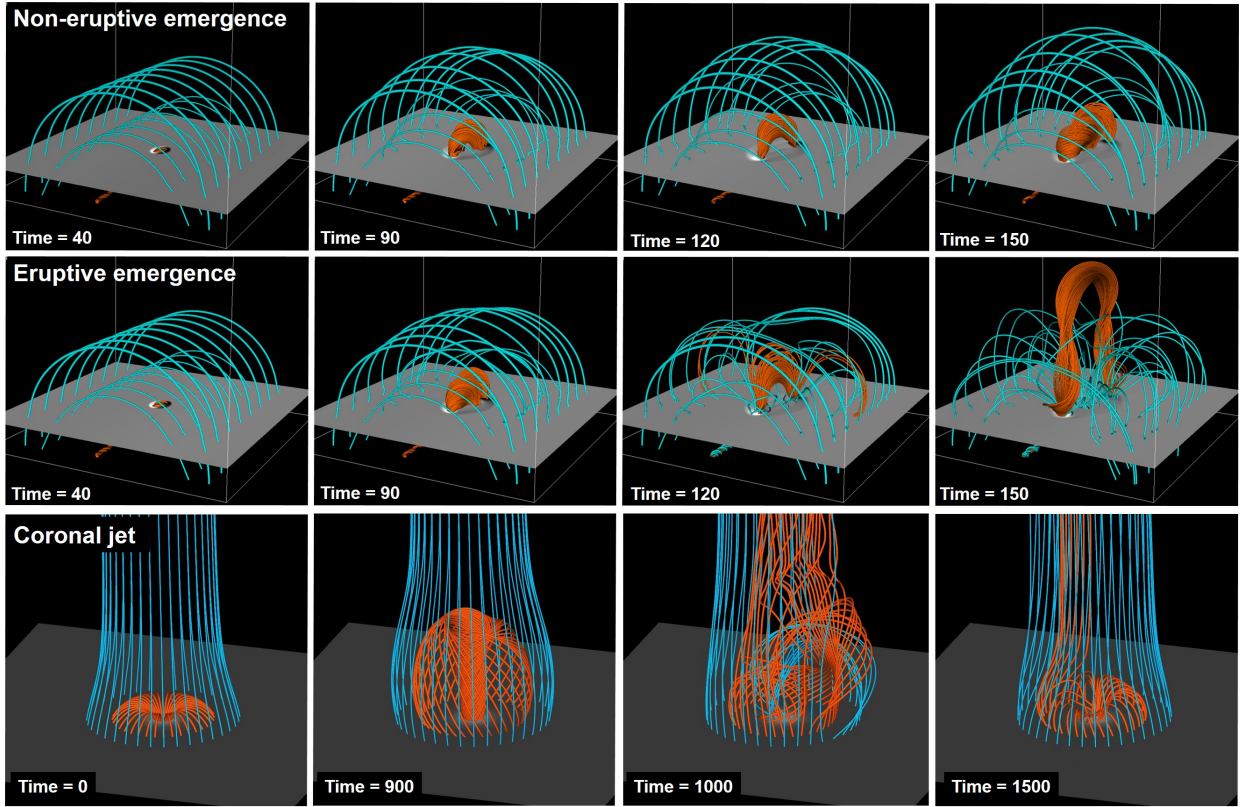 Non-eruptive emergence
Time = 40
Time = 90
Time = 120
Time = 150
Eruptive emergence
Time = 40
Time = 90
Time = 120
Time = 150
Coronal jet
Time = 0
Time = 900
Time = 1000
Time = 1500